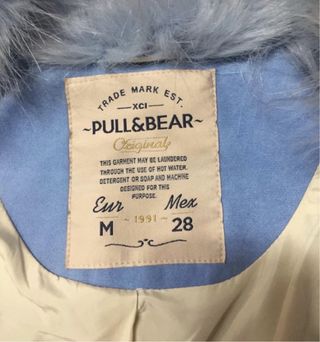 TRADE MARK EST.
XCI
~PULL&BEAR~
Original
THIS GARMENT MAY BE LAUNDERED
THROUGH THE USE OF HOT WATER.
DETERGENT OR SOAP AND MACHINE
DESIGNED FOR THIS
PURPOSE.
Eur Mex
~ 1991 ~
M 28